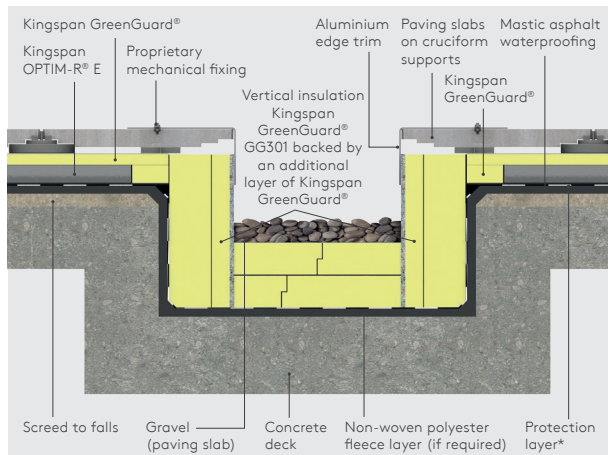 Kingspan GreenGuard®
Kingspan
OPTIM-R® E
Proprietary
mechanical fixing
Vertical insulation
Kingspan
GreenGuard®
GG301 backed by
an additional
layer of Kingspan
GreenGuard®
Aluminium
edge trim
Paving slabs
on cruciform
supports
Mastic asphalt
waterproofing
Kingspan
GreenGuard®
Screed to falls
Gravel
(paving slab)
Concrete
deck
Non-woven polyester
fleece layer (if required)
Protection
layer*